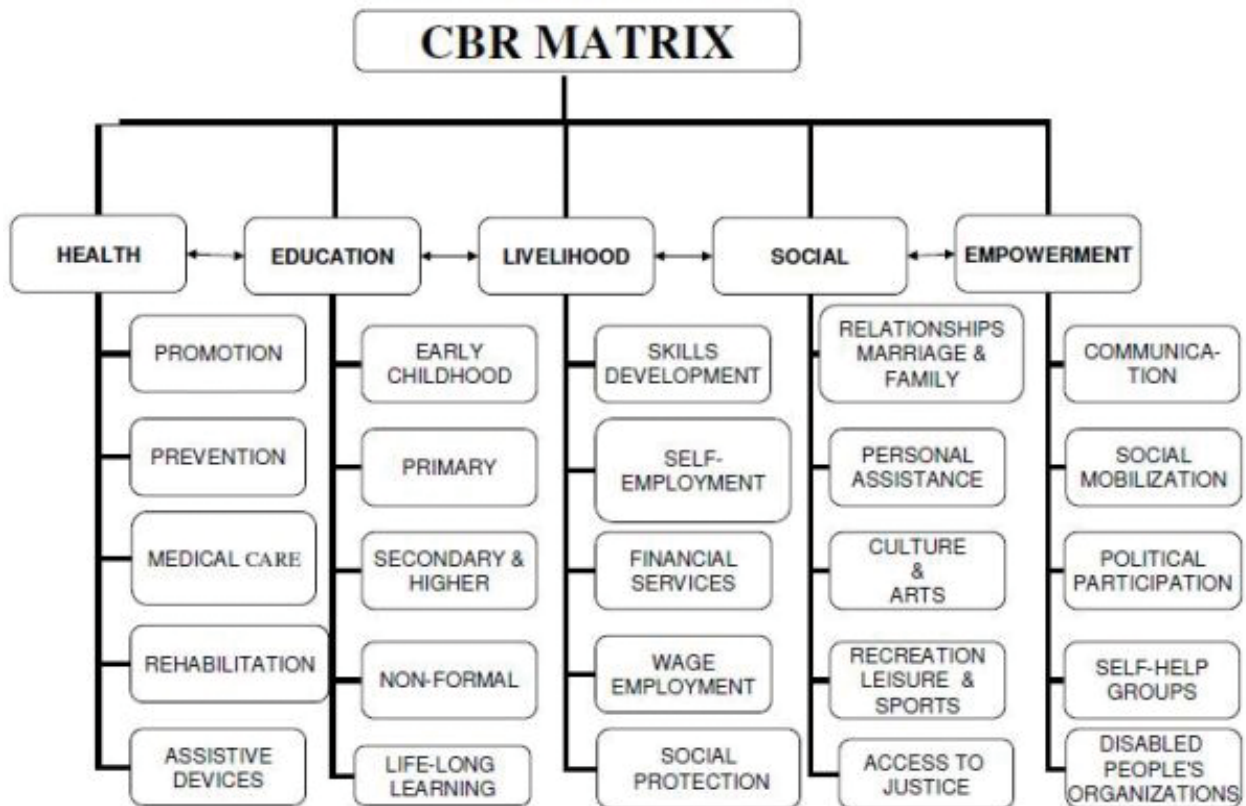 CBR MATRIX
HEALTH
EDUCATION
LIVELIHOOD
SOCIAL
EMPOWERMENT
PROMOTION
PREVENTION
MEDICAL CARE
REHABILITATION
ASSISTIVE
DEVICES
EARLY
CHILDHOOD
PRIMARY
SECONDARY &
HIGHER
NON-FORMAL
LIFE-LONG
LEARNING
SKILLS
DEVELOPMENT
SELF-
EMPLOYMENT
FINANCIAL
SERVICES
WAGE
EMPLOYMENT
SOCIAL
PROTECTION
RELATIONSHIPS
MARRIAGE &
FAMILY
PERSONAL
ASSISTANCE
CULTURE
&
ARTS
RECREATION
LEISURE &
SPORTS
ACCESS TO
JUSTICE
COMMUNICA-
TION
SOCIAL
MOBILIZATION
POLITICAL
PARTICIPATION
SELF-HELP
GROUPS
DISABLED
PEOPLE'S
ORGANIZATIONS